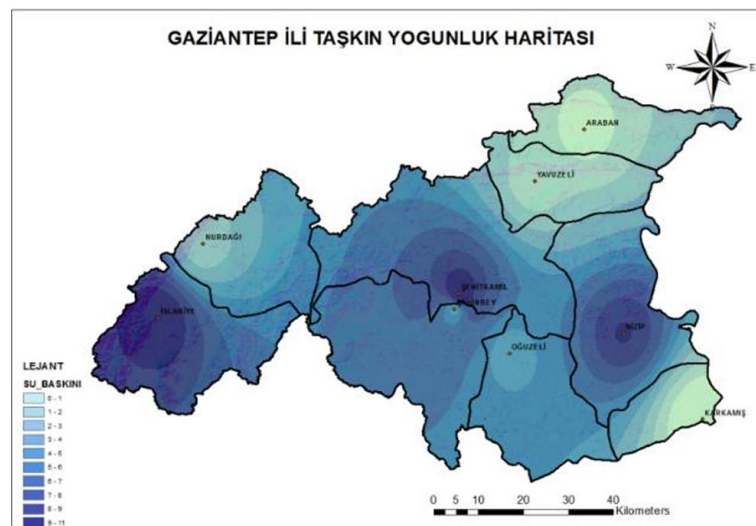 GAZİANTEP İLİ TAŞKIN YOGUNLUK HARİTASI
N
W
E
ARABAN
YAVUZELİ
NURDAĞI
ŞEHİTKAMİL
İSLAHİYE
NİZİP
OĞUZELİ
KARKAMIŞ
LEJANT
SU_BASKINI
0 - 1
1 - 2
2 - 3
3 - 4
4 - 5
5 - 6
6 - 7
7 - 8
8 - 9
9 - 11
0 5 10 20 30 40
Kilometers